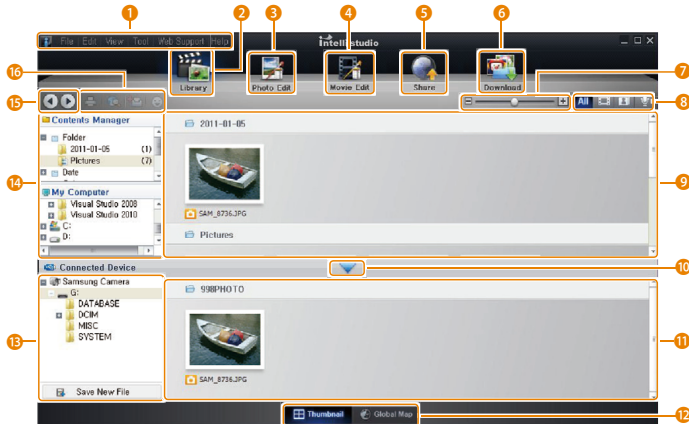 1 2 3 4 5 6
File Edit View Tool Web Support Help
intelli studio
Library Photo Edit Movie Edit Share Download
16 7
15 All 8
Contents Manager
Folder
2011-01-05 (1)
Pictures (7)
Date
14
My Computer
Visual Studio 2008
Visual Studio 2010
C:
D:
2011-01-05
SAM_8736.JPG
9
Pictures
Connected Device 10
Samsung Camera
G:
DATABASE
DCIM
MISC
SYSTEM
13
Save New File
998PHOTO
SAM_8736.JPG
11
Thumbnail Global Map 12